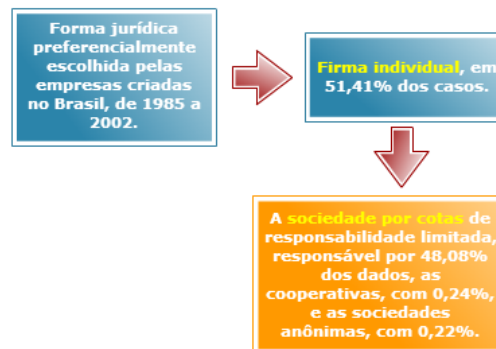 Forma jurídica
preferencialmente
escolhida pelas
empresas criadas
no Brasil, de 1985 a
2002.
Firma individual, em
51,41% dos casos.
A sociedade por cotas de
responsabilidade limitada,
responsável por 48,08%
dos dados, as
cooperativas, com 0,24%,
e as sociedades
anônimas, com 0,22%.